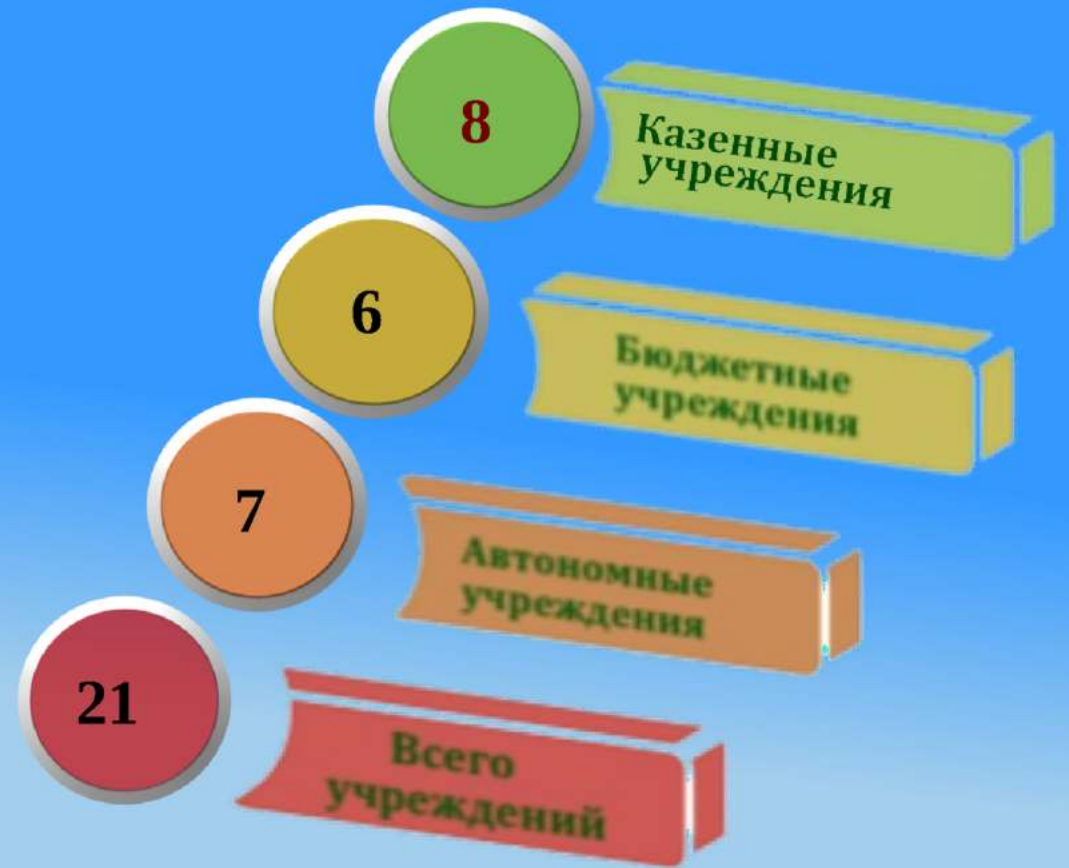 8
Казенные
учреждения
6
Бюджетные
учреждения
7
Автономные
учреждения
21
Всего
учреждений